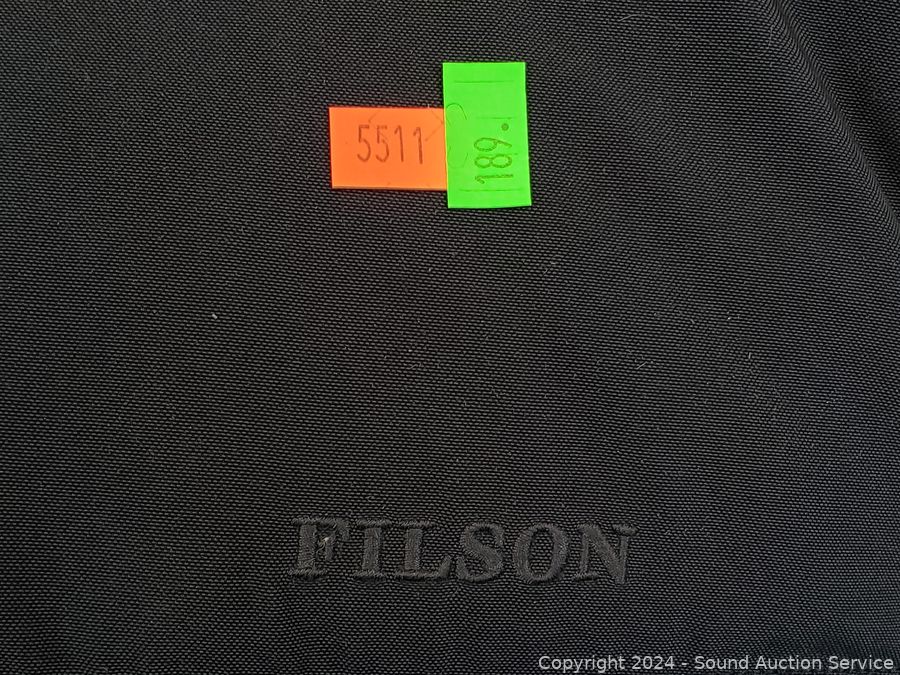 5511
189.
FILSON
Copyright 2024 - Sound Auction Service